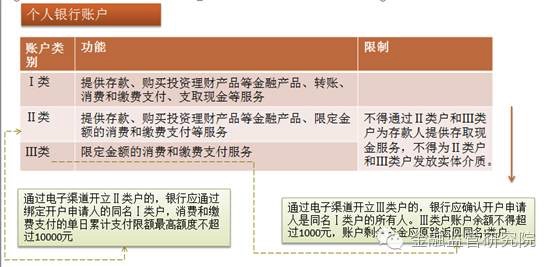 个人银行账户
账户类别 功能 限制
Ⅰ类 提供存款、购买投资理财产品等金融产品、转账、
消费和缴费支付、支取现金等服务
Ⅱ类 提供存款、购买投资理财产品等金融产品、限定金
额的消费和缴费支付等服务
Ⅲ类 限定金额的消费和缴费支付服务
不得通过Ⅱ类户和Ⅲ类
户为存款人提供存取现
金服务，不得为Ⅱ类户
和Ⅲ类户发放实体介质。
通过电子渠道开立Ⅱ类户的，银行应通过
绑定开户申请人的同名Ⅰ类户，消费和缴
费支付的单日累计支付限额最高额度不超
过10000元
通过电子渠道开立Ⅲ类户的，银行应确认开户申请
人是同名Ⅰ类户的所有人。Ⅲ类户账户余额不得超
过1000元，账户剩余资金应原路返回同名Ⅰ类户
金融监管研究院